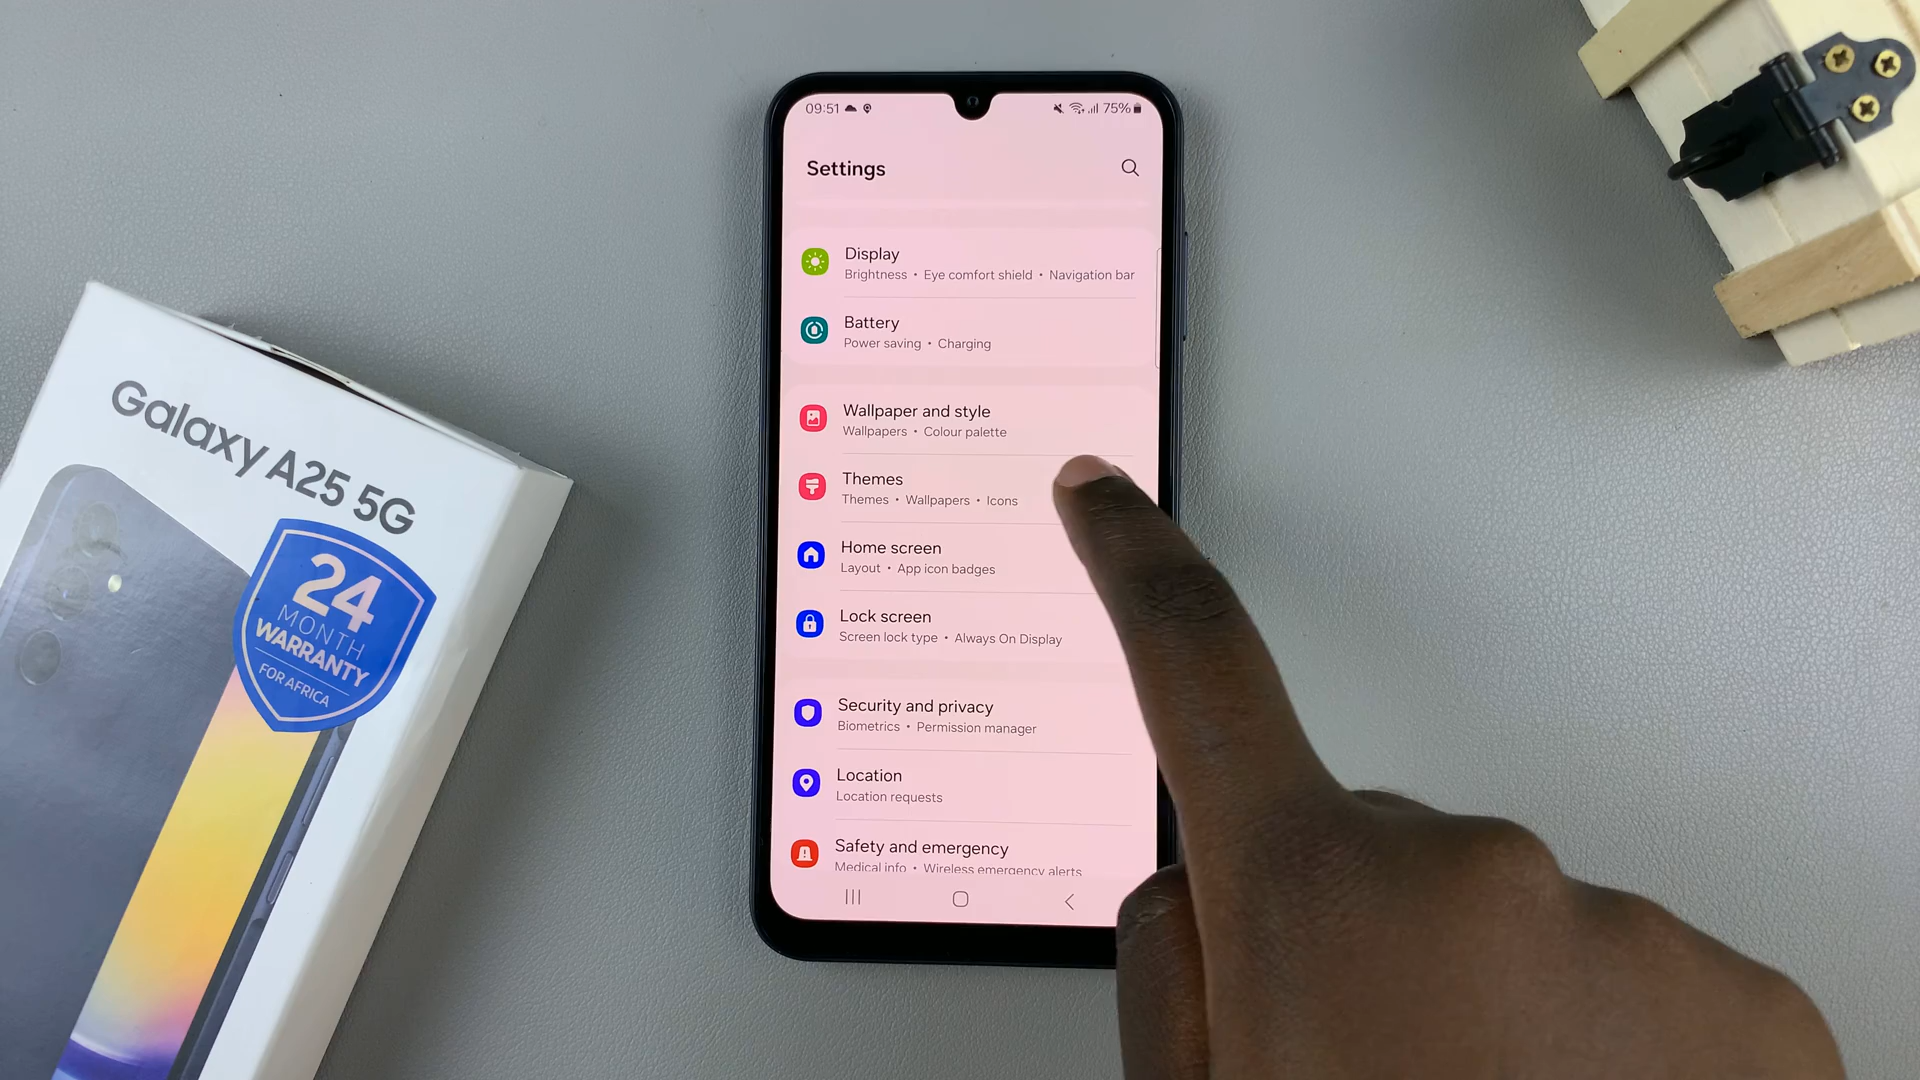 09:51
75%
Settings
Display
Brightness • Eye comfort shield • Navigation bar
Battery
Power saving • Charging
Wallpaper and style
Wallpapers • Colour palette
Themes
Themes • Wallpapers • Icons
Home screen
Layout • App icon badges
Lock screen
Screen lock type • Always On Display
Security and privacy
Biometrics • Permission manager
Location
Location requests
Safety and emergency
Medical info • Wireless emergency alerts
Galaxy A25 5G
24
MONTH
WARRANTY
FOR AFRICA